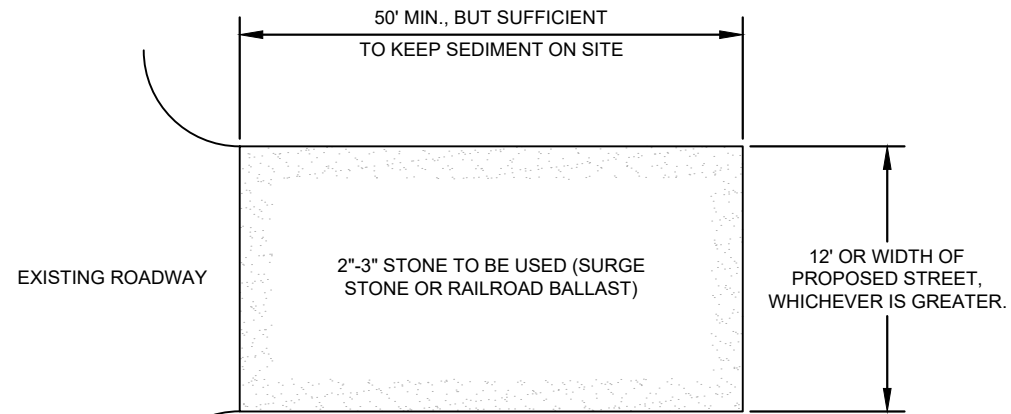 50' MIN., BUT SUFFICIENT
TO KEEP SEDIMENT ON SITE
EXISTING ROADWAY
2"-3" STONE TO BE USED (SURGE
STONE OR RAILROAD BALLAST)
12' OR WIDTH OF
PROPOSED STREET,
WHICHEVER IS GREATER.